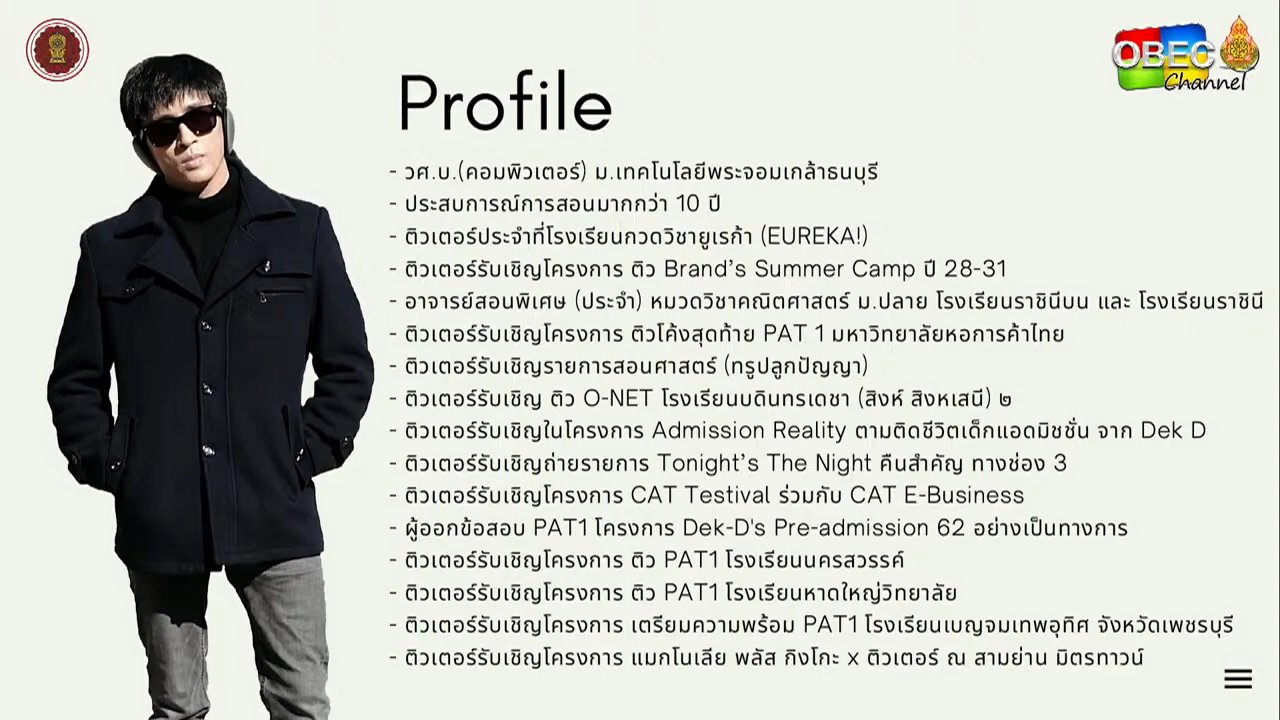 OBEC
Channel
Profile
- วศ.บ.(คอมพิวเตอร์) ม.เทคโนโลยีพระจอมเกล้าธนบุรี
- ประสบการณ์การสอนมากกว่า 10 ปี
- ติวเตอร์ประจำที่โรงเรียนกวดวิชายูเรก้า (EUREKA!)
- ติวเตอร์รับเชิญโครงการ ติว Brand's Summer Camp ปี 28-31
- อาจารย์สอนพิเศษ (ประจำ) หมวดวิชาคณิตศาสตร์ ม.ปลาย โรงเรียนราชินีบน และ โรงเรียนราชินี
- ติวเตอร์รับเชิญโครงการ ติวโค้งสุดท้าย PAT 1 มหาวิทยาลัยหอการค้าไทย
- ติวเตอร์รับเชิญรายการสอนศาสตร์ (ทรูปลูกปัญญา)
- ติวเตอร์รับเชิญ ติว O-NET โรงเรียนบดินทรเดชา (สิงห์ สิงหเสนี) ๒
- ติวเตอร์รับเชิญในโครงการ Admission Reality ตามติดชีวิตเด็กแอดมิชชั่น จาก Dek D
- ติวเตอร์รับเชิญถ่ายรายการ Tonight's The Night คืนสำคัญ ทางช่อง 3
- ติวเตอร์รับเชิญโครงการ CAT Testival ร่วมกับ CAT E-Business
- ผู้ออกข้อสอบ PAT1 โครงการ Dek-D's Pre-admission 62 อย่างเป็นทางการ
- ติวเตอร์รับเชิญโครงการ ติว PAT1 โรงเรียนนครสวรรค์
- ติวเตอร์รับเชิญโครงการ ติว PAT1 โรงเรียนหาดใหญ่วิทยาลัย
- ติวเตอร์รับเชิญโครงการ เตรียมความพร้อม PAT1 โรงเรียนเบญจมเทพอุทิศ จังหวัดเพชรบุรี
- ติวเตอร์รับเชิญโครงการ แมกโนเลีย พลัส กิงโกะ x ติวเตอร์ ณ สามย่าน มิตรทาวน์